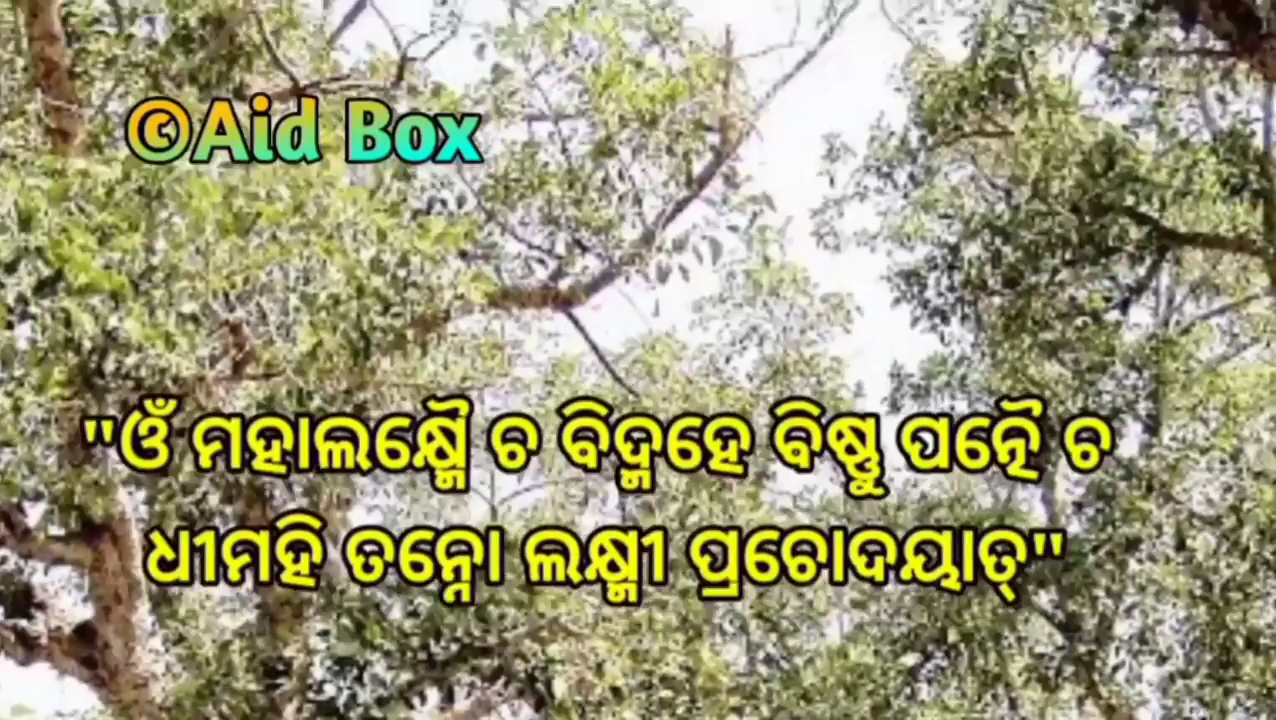 ©Aid Box
"ଓଁ ମହାଲକ୍ଷ୍ମୈ ଚ ବିଦ୍ମହେ ବିଷ୍ଣୁ ପତ୍ନୈ ଚ
ଧୀମହି ତନ୍ନୋ ଲକ୍ଷ୍ମୀ ପ୍ରଚୋଦୟାତ୍"